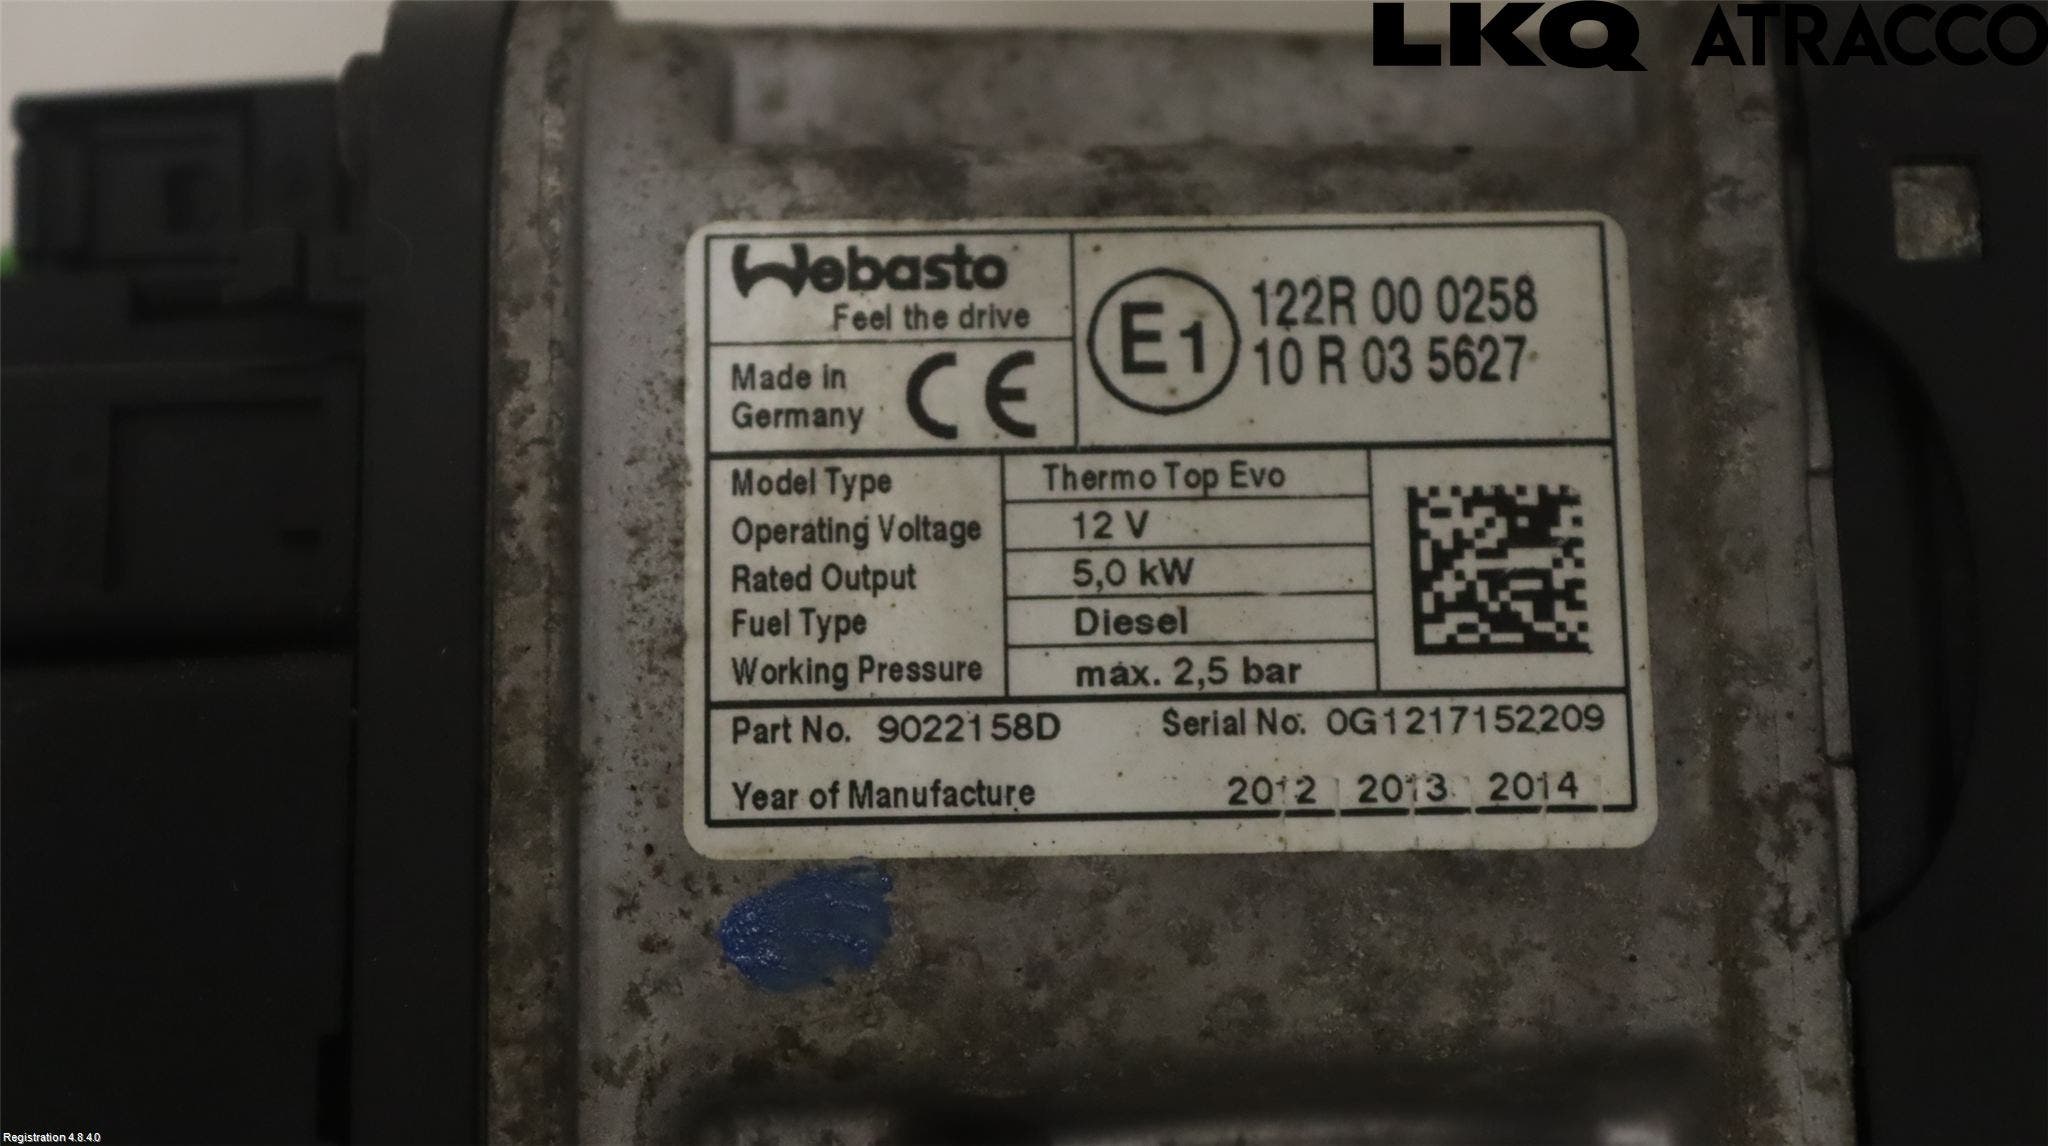 LKQ ATRACCO
Webasto
Feel the drive
Made in
Germany
CE
E1
122R 00 0258
10 R 03 5627
Model Type Thermo Top Evo
Operating Voltage 12 V
Rated Output 5,0 kW
Fuel Type Diesel
Working Pressure max. 2,5 bar
Part No. 9022158D Serial No. 0G1217152209
Year of Manufacture 2012 2013 2014
Registration 4.8.4.0